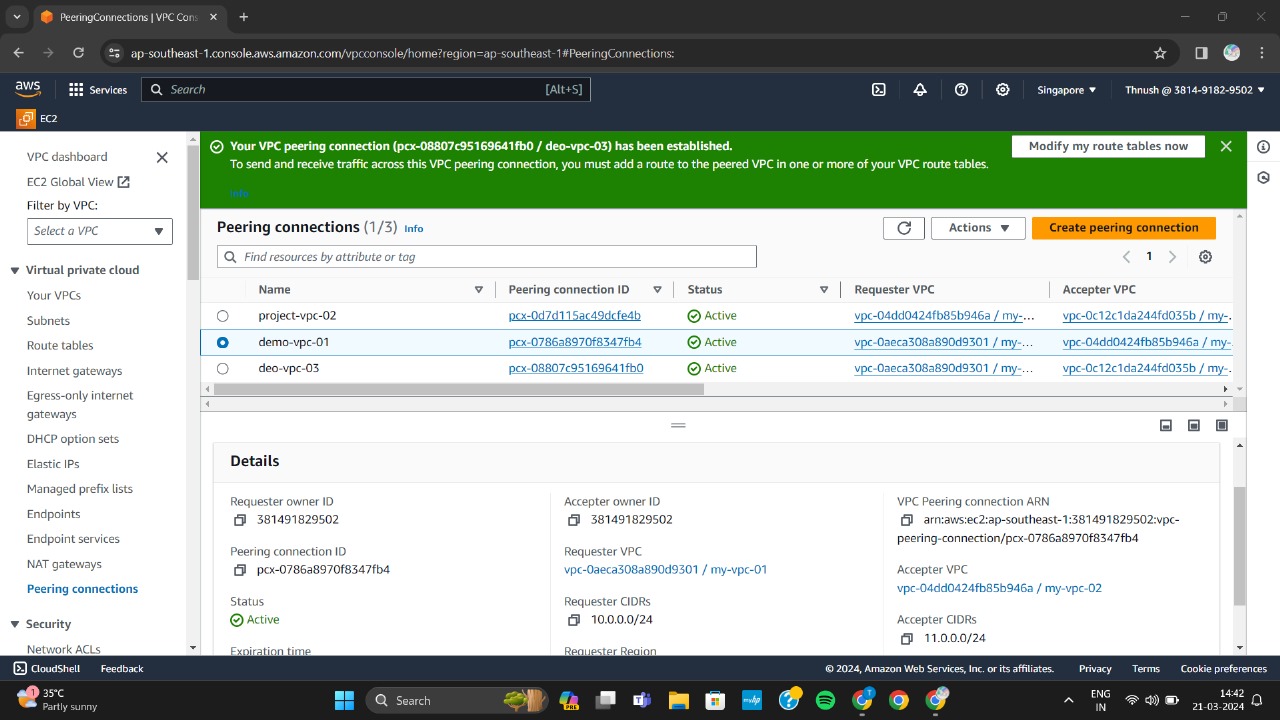 PeeringConnections | VPC Cons
ap-southeast-1.console.aws.amazon.com/vpcconsole/home?region=ap-southeast-1#PeeringConnections:
aws Services Search [Alt+S] Singapore Thnush @ 3814-9182-9502
EC2
VPC dashboard
EC2 Global View
Filter by VPC:
Select a VPC
Virtual private cloud
Your VPCs
Subnets
Route tables
Internet gateways
Egress-only internet
gateways
DHCP option sets
Elastic IPs
Managed prefix lists
Endpoints
Endpoint services
NAT gateways
Peering connections
Security
Network ACLs
Your VPC peering connection (pcx-08807c95169641fb0 / deo-vpc-03) has been established.
To send and receive traffic across this VPC peering connection, you must add a route to the peered VPC in one or more of your VPC route tables.
Info
Modify my route tables now
Peering connections (1/3) Info
Actions
Create peering connection
Find resources by attribute or tag
1
Name Peering connection ID Status Requester VPC Accepter VPC
project-vpc-02 pcx-0d7d115ac49dcfe4b Active vpc-04dd0424fb85b946a / my-... vpc-0c12c1da244fd035b / my-.
demo-vpc-01 pcx-0786a8970f8347fb4 Active vpc-0aeca308a890d9301 / my-... vpc-04dd0424fb85b946a / my-.
deo-vpc-03 pcx-08807c95169641fb0 Active vpc-0aeca308a890d9301 / my-... vpc-0c12c1da244fd035b / my-.
Details
Requester owner ID
381491829502
Peering connection ID
pcx-0786a8970f8347fb4
Status
Active
Expiration time
Accepter owner ID
381491829502
Requester VPC
vpc-0aeca308a890d9301 / my-vpc-01
Requester CIDRs
10.0.0.0/24
Requester Region
VPC Peering connection ARN
arn:aws:ec2:ap-southeast-1:381491829502:vpc-
peering-connection/pcx-0786a8970f8347fb4
Accepter VPC
vpc-04dd0424fb85b946a / my-vpc-02
Accepter CIDRs
11.0.0.0/24
CloudShell Feedback © 2024, Amazon Web Services, Inc. or its affiliates. Privacy Terms Cookie preferences
1
35°C
Partly sunny
Search
ENG
IN
14:42
21-03-2024